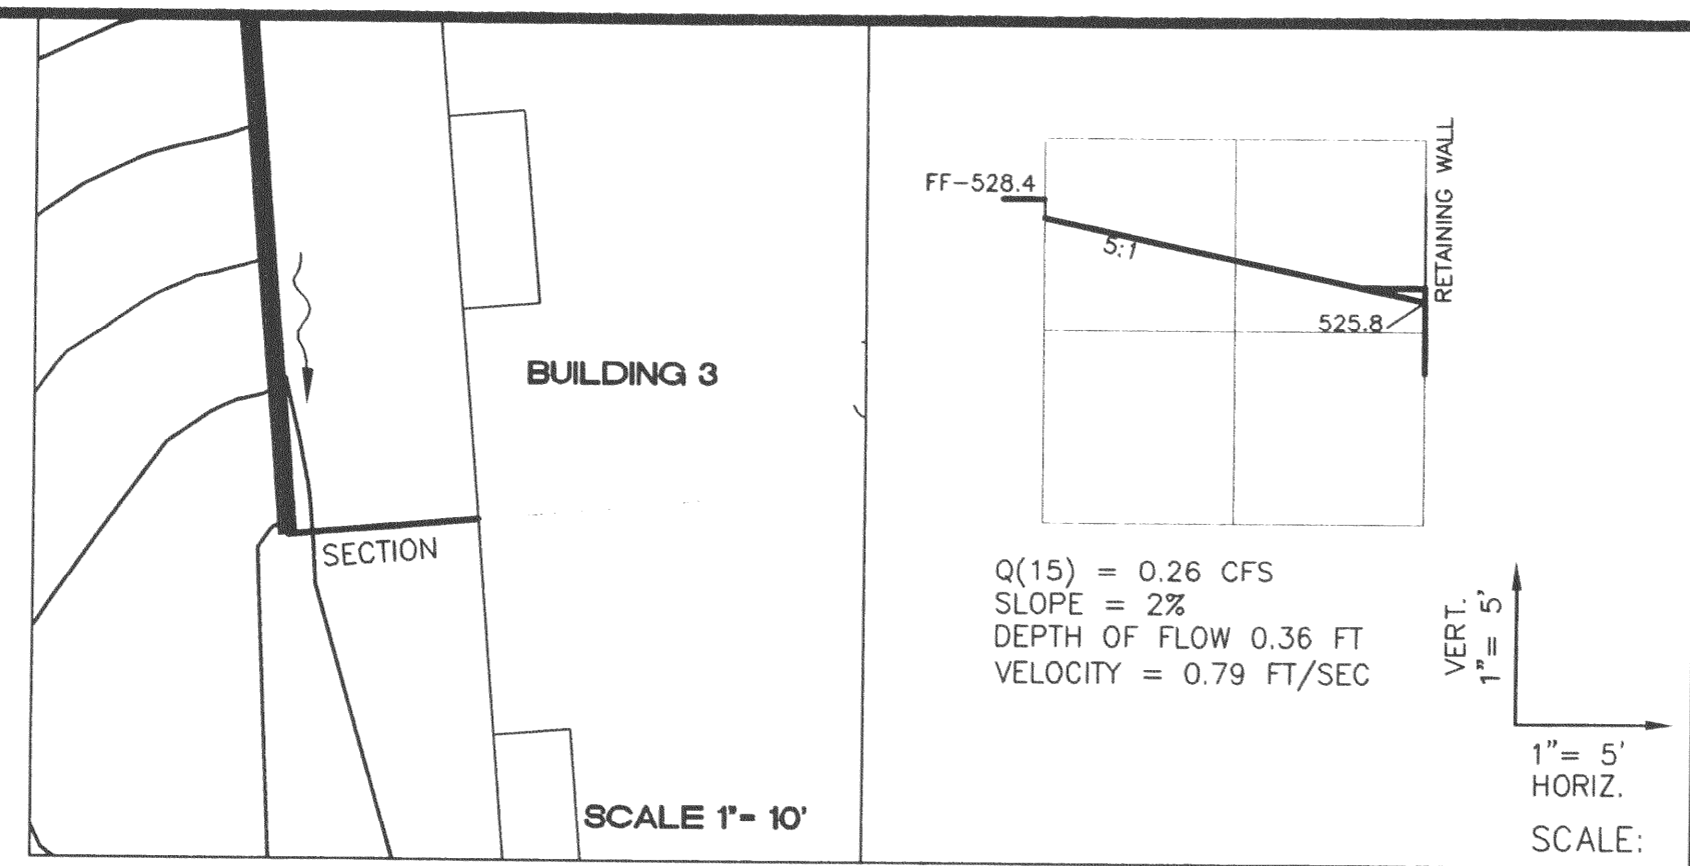 BUILDING 3
SECTION
SCALE 1"= 10'
FF-528.4
5:1
525.8
RETAINING WALL
Q(15) = 0.26 CFS
SLOPE = 2%
DEPTH OF FLOW 0.36 FT
VELOCITY = 0.79 FT/SEC
VERT.
1"= 5'
1"= 5'
HORIZ.
SCALE: